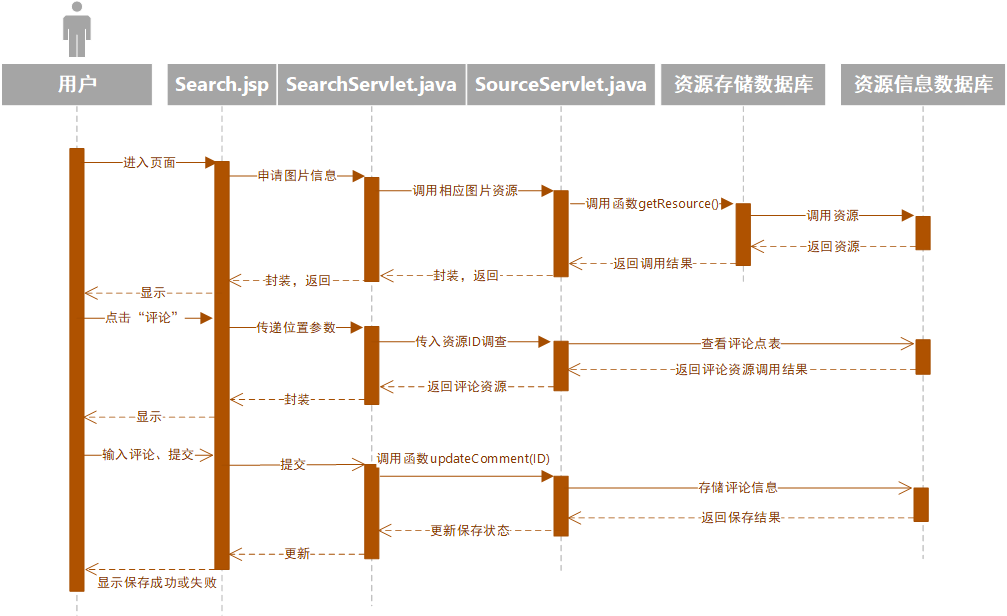 用户
Search.jsp
SearchServlet.java
SourceServlet.java
资源存储数据库
资源信息数据库
进入页面
申请图片信息
调用相应图片资源
调用函数getResource()
调用资源
返回资源
返回调用结果
封装，返回
封装，返回
显示
点击“评论”
传递位置参数
传入资源ID调查
查看评论点表
返回评论资源调用结果
返回评论资源
封装
显示
输入评论、提交
提交
调用函数updateComment(ID)
存储评论信息
返回保存结果
更新保存状态
更新
显示保存成功或失败